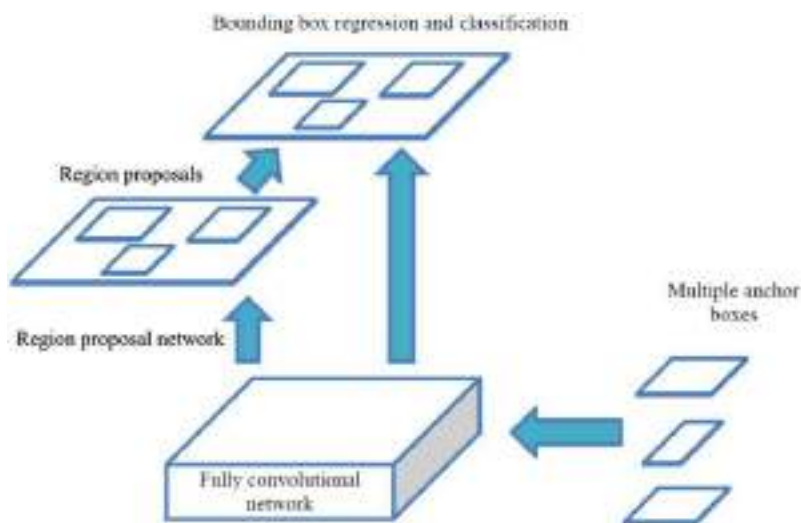 Bounding box regression and classification
Region proposals
Multiple anchor
boxes
Region proposal network
Fully convolutional
network